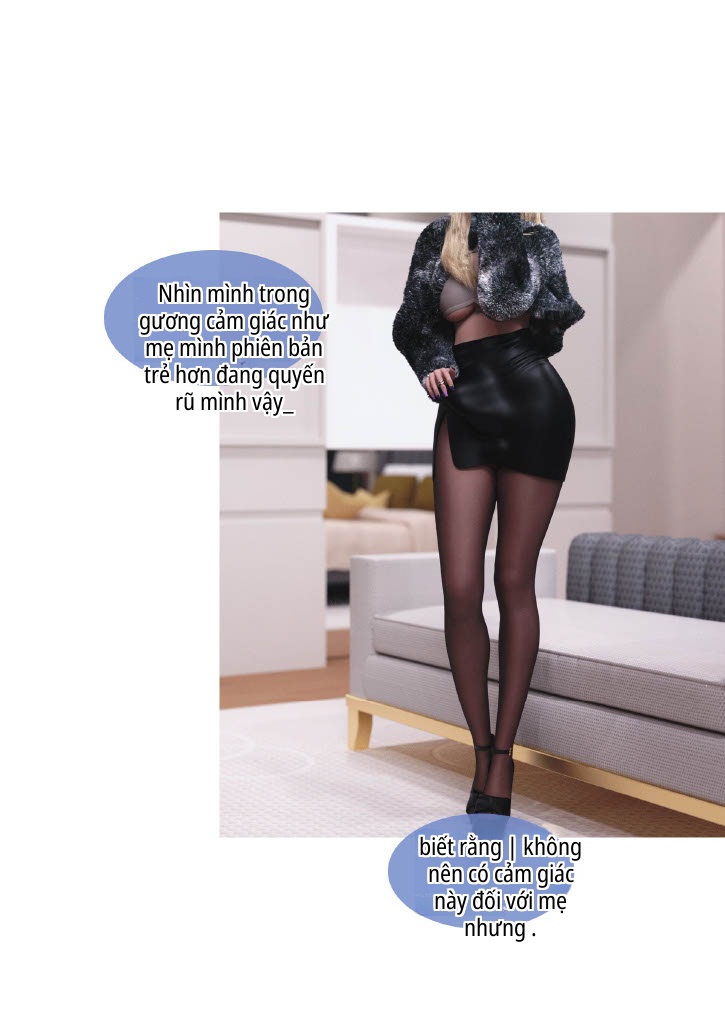 Nhìn mình trong
gương cảm giác như
mẹ mình phiên bản
trẻ hơn đang quyến
rũ mình vậy_
biết rằng | không
nên có cảm giác
này đối với mẹ
nhưng .